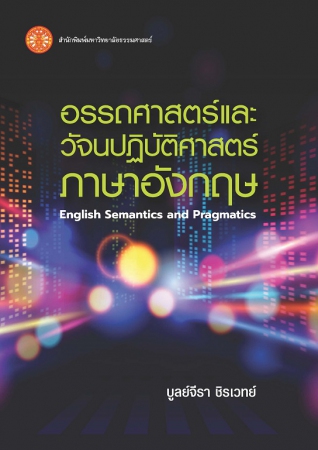 สำนักพิมพ์มหาวิทยาลัยธรรมศาสตร์
อรรถศาสตร์และ
วัจนปฏิบัติศาสตร์
ภาษาอังกฤษ
English Semantics and Pragmatics
บูลย์จีรา ชิรเวทย์